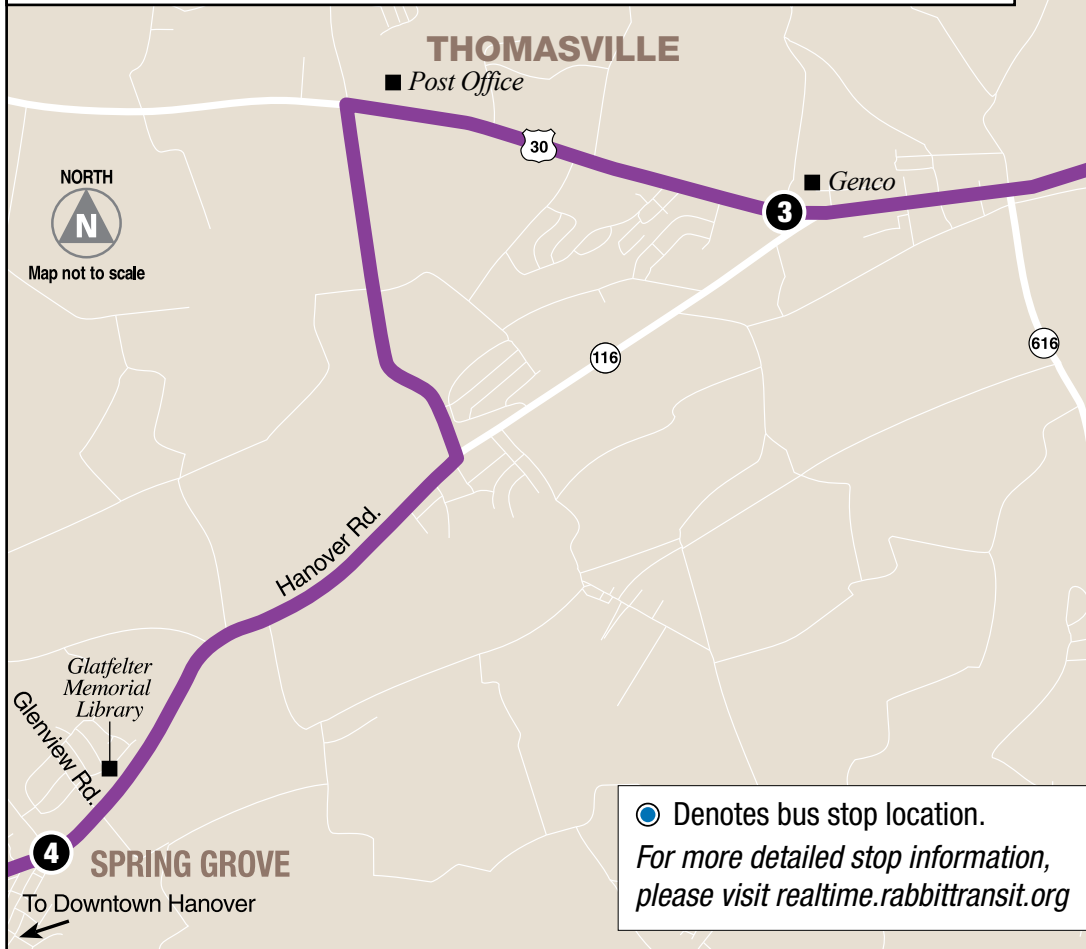 THOMASVILLE
Post Office
30
NORTH
N
Map not to scale
Genco
3
116
616
Hanover Rd.
Glatfelter
Memorial
Library
Glenview Rd.
4
SPRING GROVE
To Downtown Hanover
Denotes bus stop location.
For more detailed stop information,
please visit realtime.rabbittransit.org